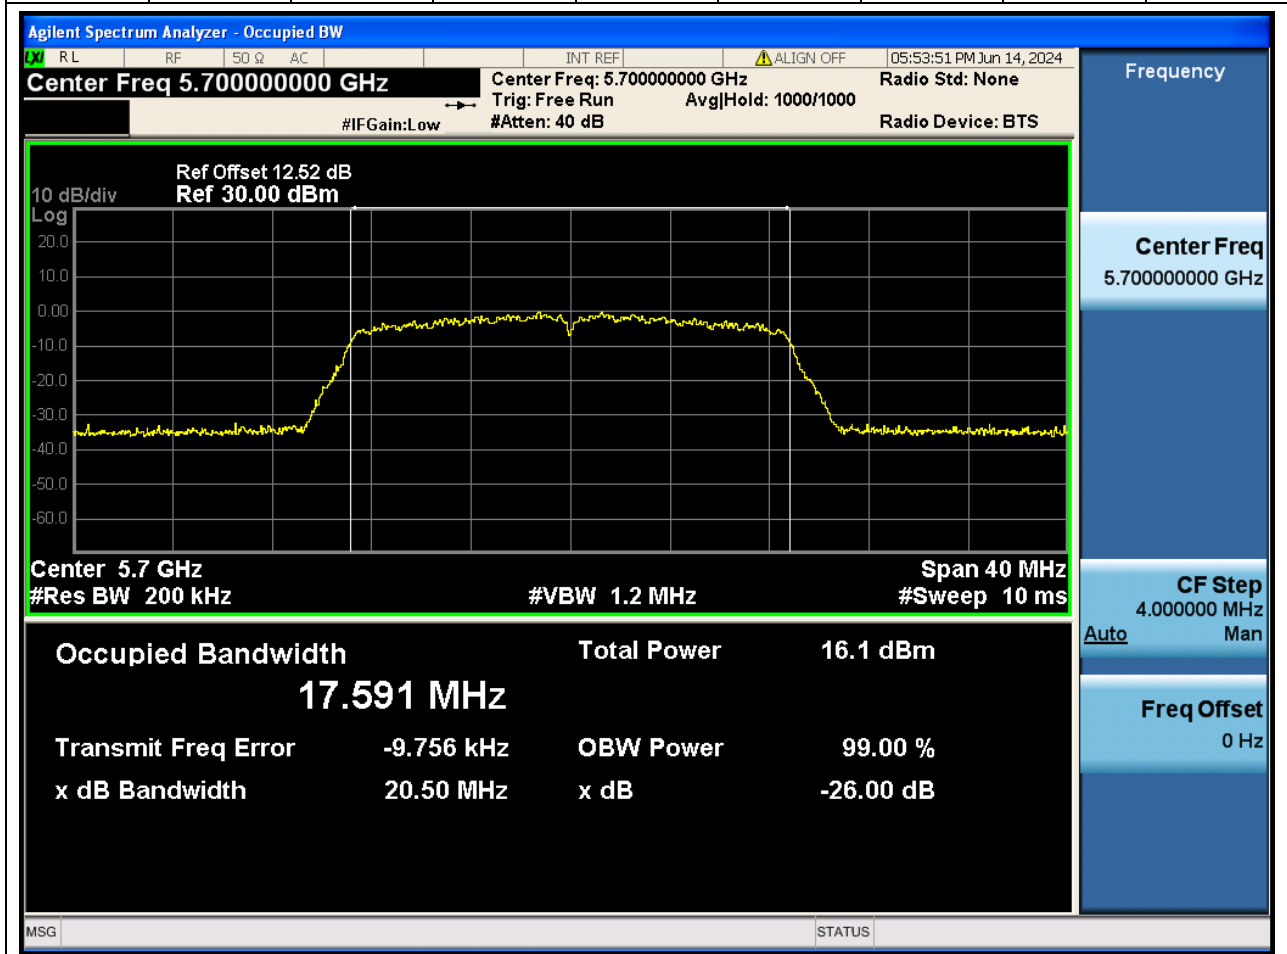 Agilent Spectrum Analyzer - Occupied BW
LXI RL RF 50 Ω AC INT REF ALIGN OFF 05:53:51 PM Jun 14, 2024
Center Freq 5.700000000 GHz
Center Freq: 5.700000000 GHz
Radio Std: None
Trig: Free Run Avg|Hold: 1000/1000
#IFGain:Low #Atten: 40 dB Radio Device: BTS
Ref Offset 12.52 dB
10 dB/div Ref 30.00 dBm
Log
20.0
10.0
0.00
-10.0
-20.0
-30.0
-40.0
-50.0
-60.0
Center 5.7 GHz Span 40 MHz
#Res BW 200 kHz #VBW 1.2 MHz #Sweep 10 ms
Occupied Bandwidth Total Power 16.1 dBm
17.591 MHz
Transmit Freq Error -9.756 kHz OBW Power 99.00 %
x dB Bandwidth 20.50 MHz x dB -26.00 dB
Frequency
Center Freq
5.700000000 GHz
CF Step
4.000000 MHz
Auto Man
Freq Offset
0 Hz
MSG STATUS